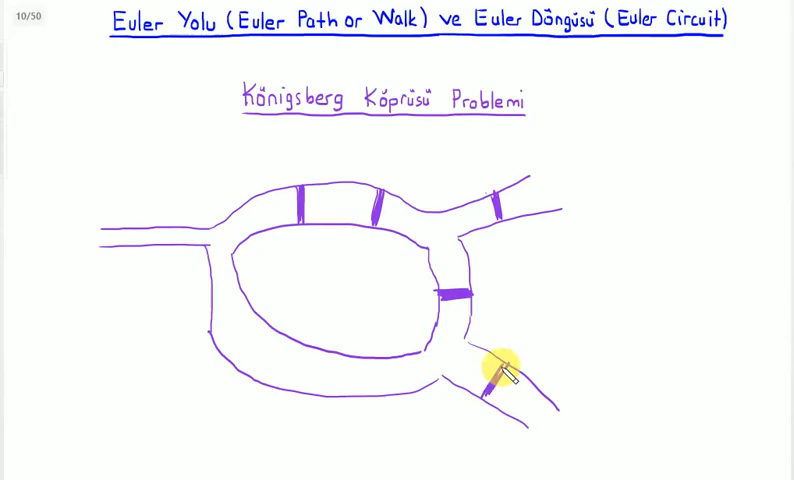 10/50
Euler Yolu (Euler Path or Walk) ve Euler Döngüsü (Euler Circuit)
Königsberg Köprüsü Problemi